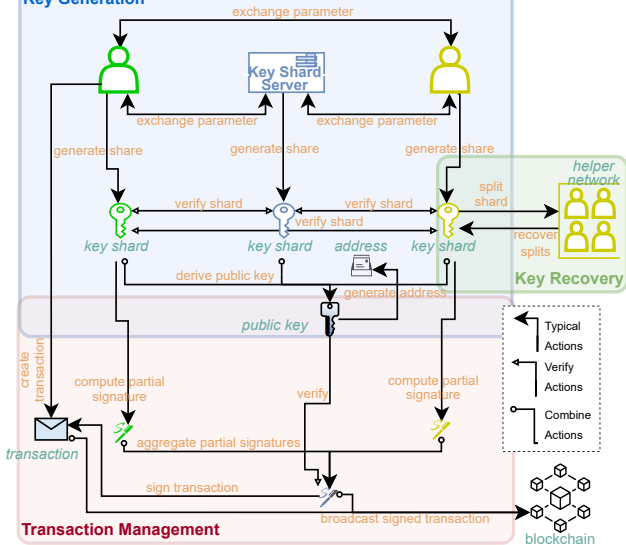 Key Generation
exchange parameter
Key Shard
Server
exchange parameter
exchange parameter
generate share
generate share
generate share
helper
network
split
shard
verify shard
verify shard
verify shard
recover
splits
key shard
key shard
address
key shard
Key Recovery
derive public key
generate address
public key
Typical
Actions
Verify
Actions
Combine
Actions
create
transaction
compute partial
signature
verify
compute partial
signature
aggregate partial signatures
transaction
sign transaction
broadcast signed transaction
Transaction Management
blockchain